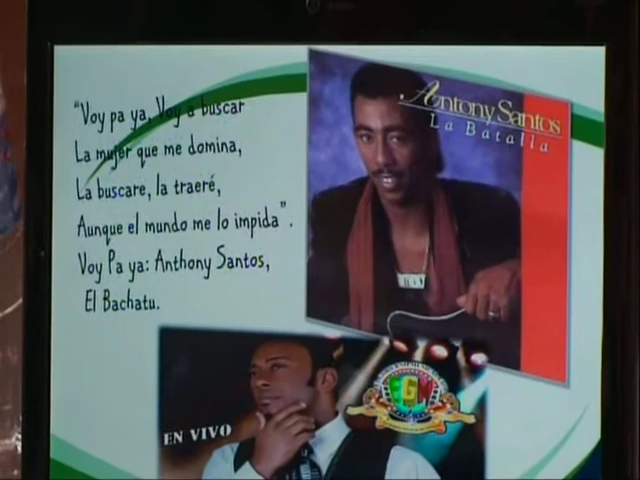 “Voy pa ya, Voy a buscar
La mujer que me domina,
La buscare, la traeré,
Aunque el mundo me lo impida”.
Voy Pa ya: Anthony Santos,
El Bachatu.
Antony Santos
La Batalla
EN VIVO
EGM